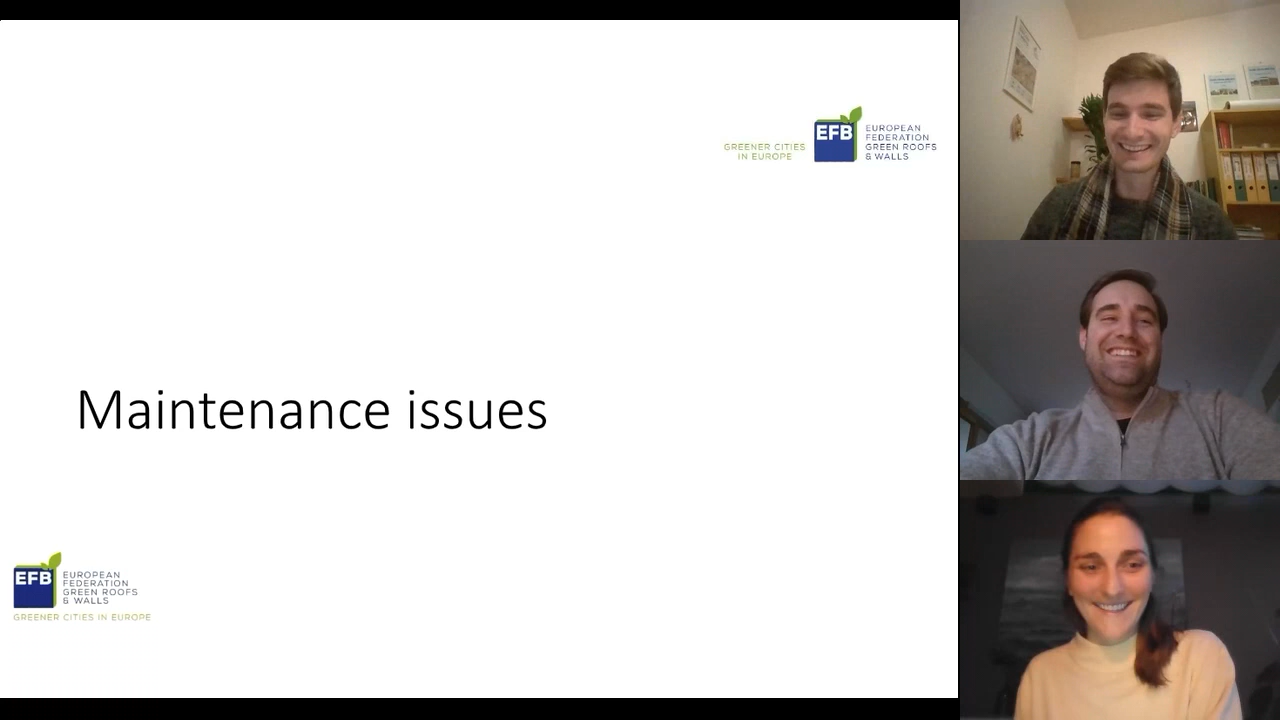 GREENER CITIES
IN EUROPE
EFB
EUROPEAN
FEDERATION
GREEN ROOFS
& WALLS
Maintenance issues
EFB
EUROPEAN
FEDERATION
GREEN ROOFS
& WALLS
GREENER CITIES IN EUROPE